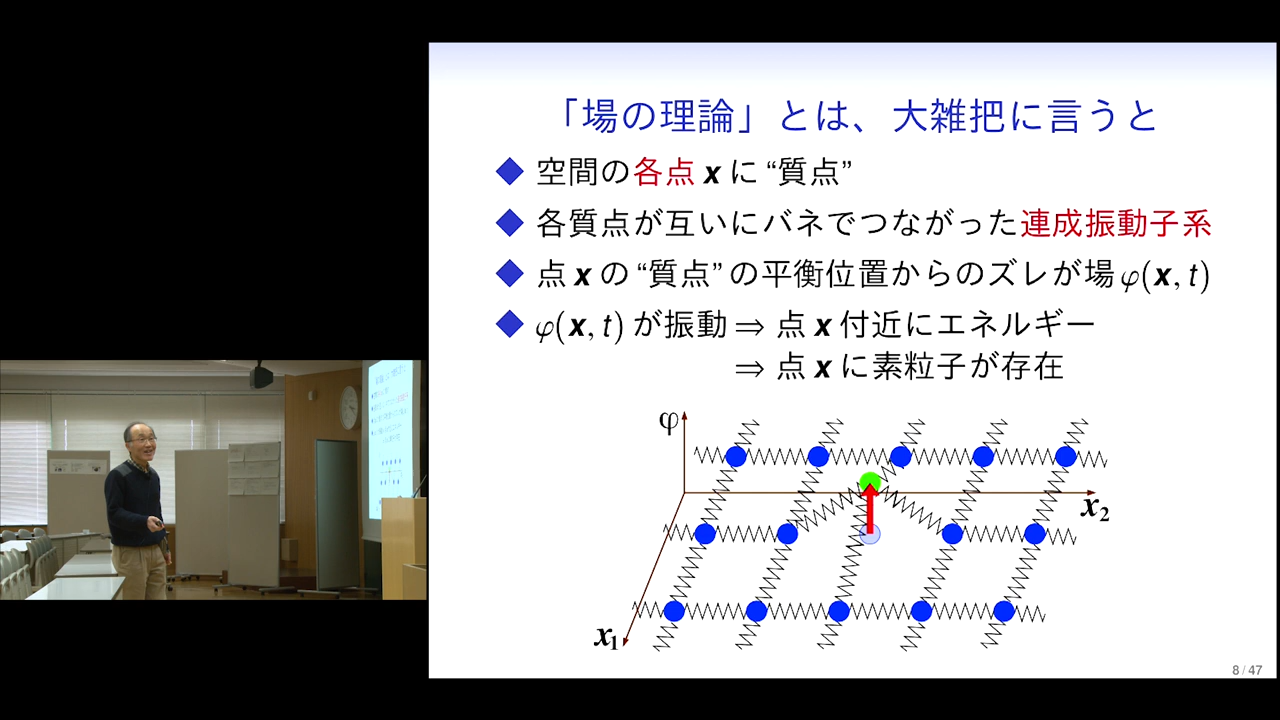 「場の理論」とは、大雑把に言うと
空間の各点 x に “質点”
各質点が互いにバネでつながった連成振動子系
点 x の “質点” の平衡位置からのズレが場 φ(x, t)
φ(x, t) が振動 ⇒ 点 x 付近にエネルギー
⇒ 点 x に素粒子が存在
φ
x₂
x₁
8 / 47